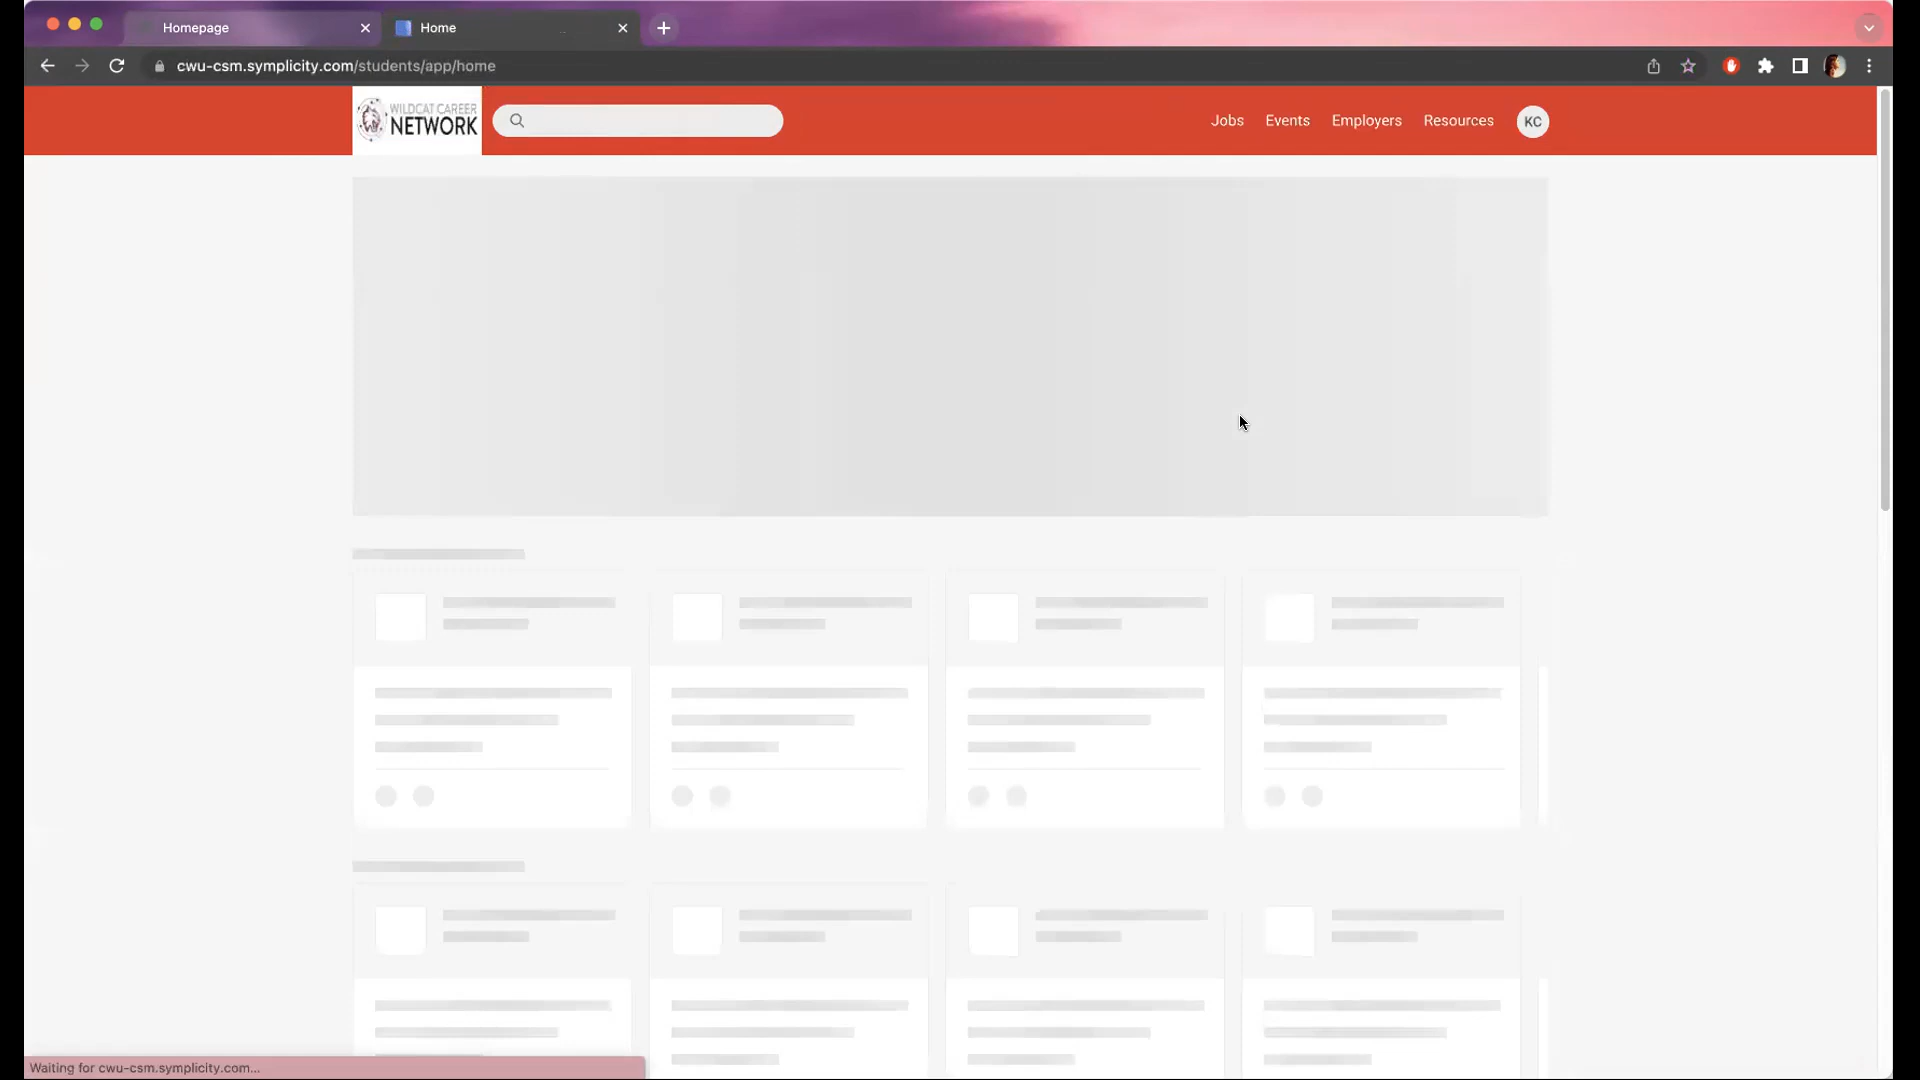 Homepage
Home
cwu-csm.symplicity.com/students/app/home
WILDCAT CAREER
NETWORK
Jobs
Events
Employers
Resources
KC
Waiting for cwu-csm.symplicity.com...